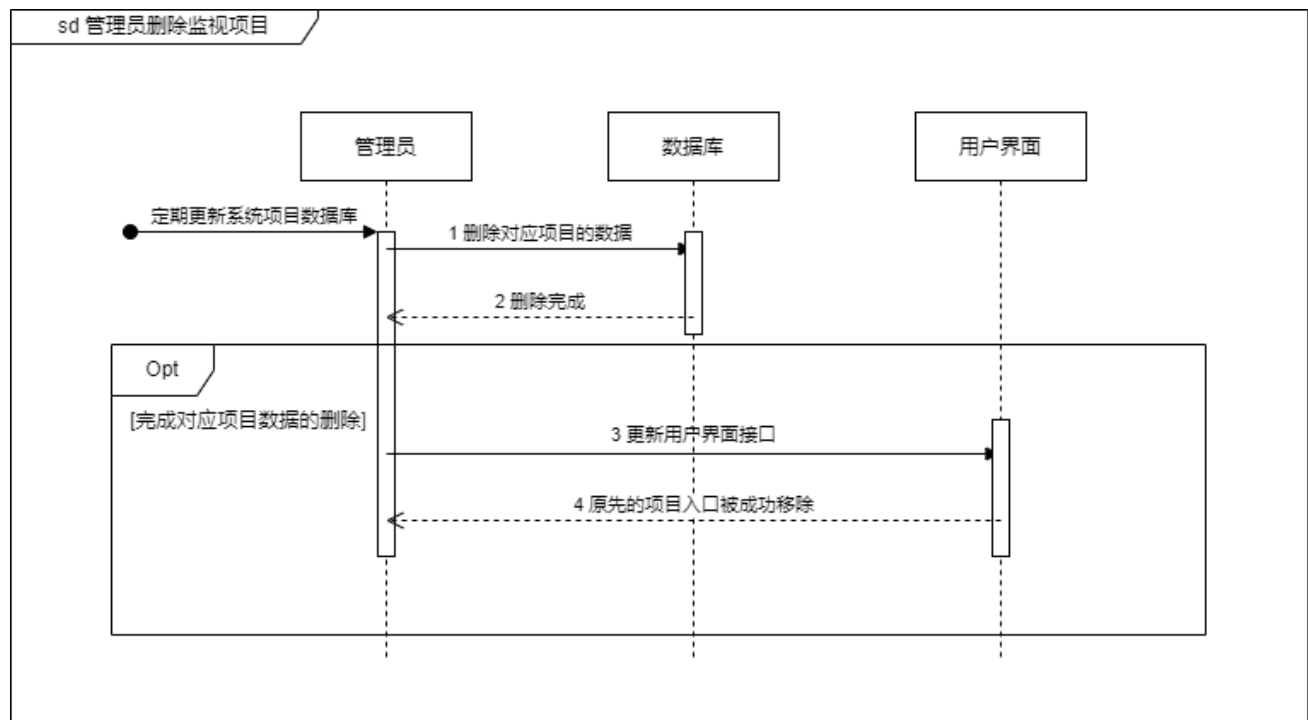 sd 管理员删除监视项目
管理员
数据库
用户界面
定期更新系统项目数据库
1 删除对应项目的数据
2 删除完成
Opt
[完成对应项目数据的删除]
3 更新用户界面接口
4 原先的项目入口被成功移除